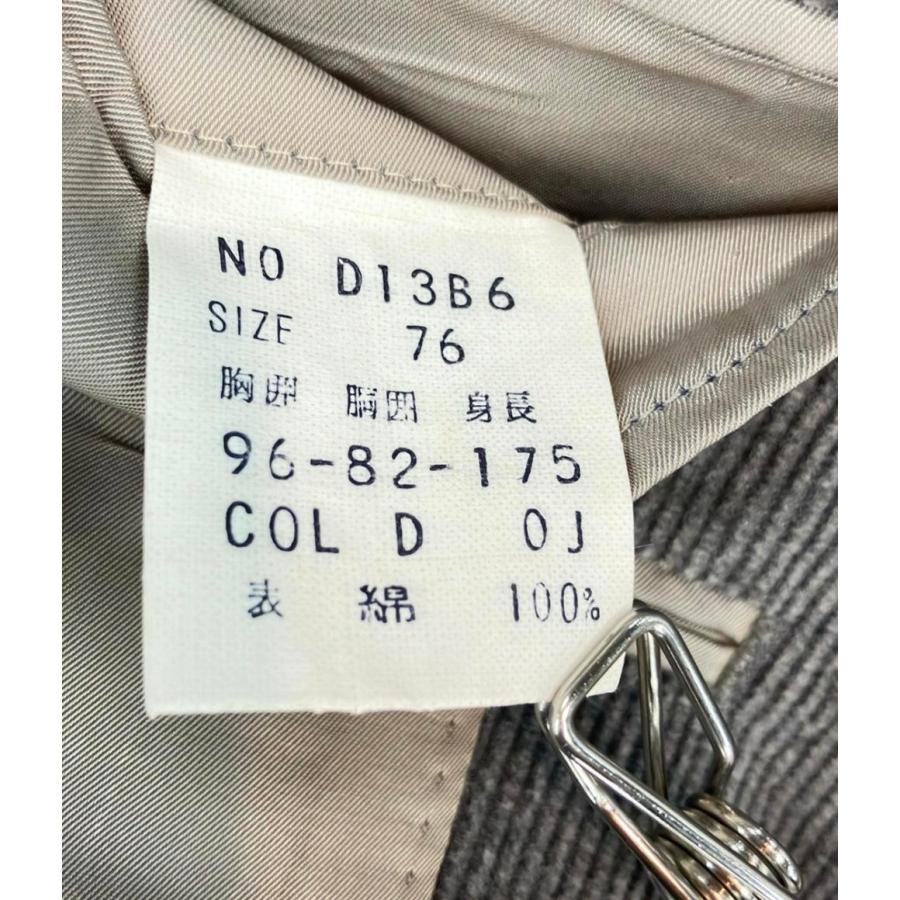 NO D13B6
SIZE 76
胸囲 胴囲 身長
96-82-175
COL D 0J
表 綿 100%